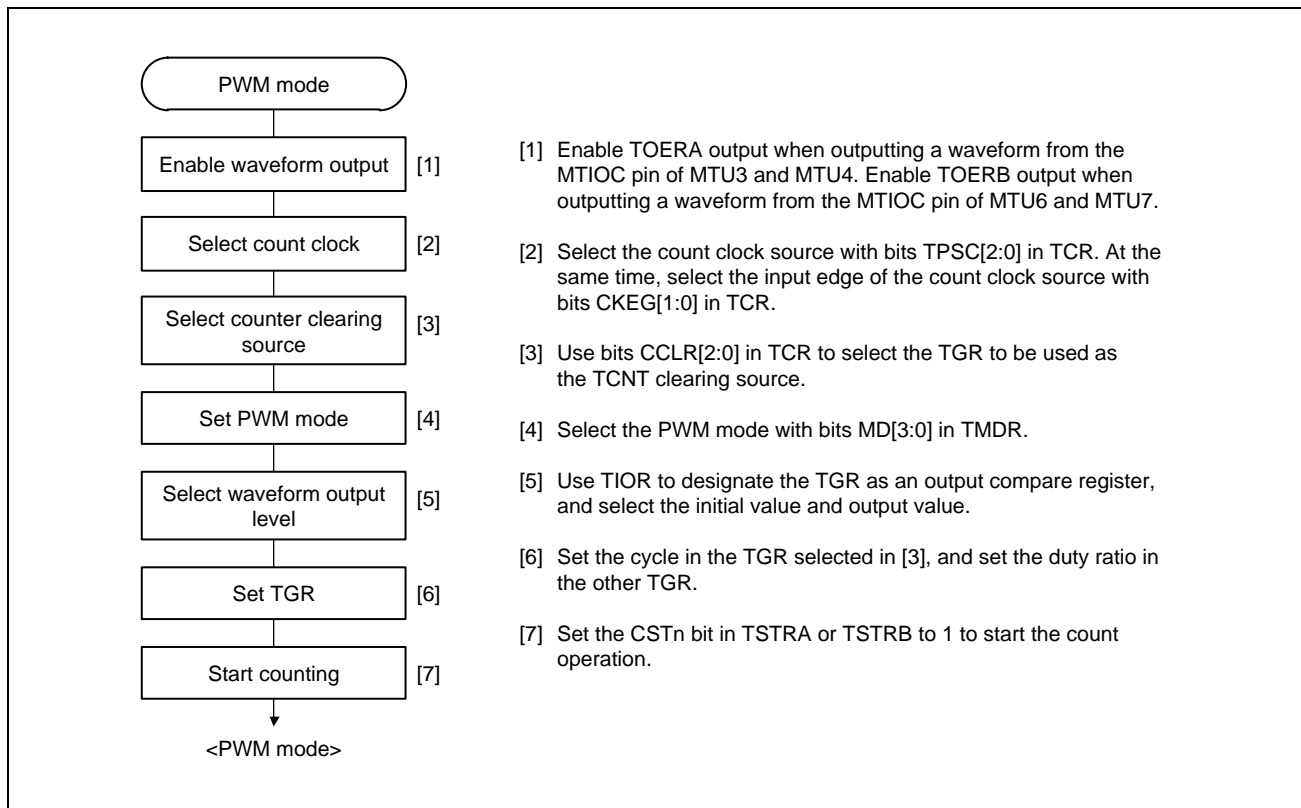 PWM mode
Enable waveform output
[1]
Select count clock
[2]
Select counter clearing
source
[3]
Set PWM mode
[4]
Select waveform output
level
[5]
Set TGR
[6]
Start counting
[7]
<PWM mode>
[1] Enable TOERA output when outputting a waveform from the
MTIOC pin of MTU3 and MTU4. Enable TOERB output when
outputting a waveform from the MTIOC pin of MTU6 and MTU7.
[2] Select the count clock source with bits TPSC[2:0] in TCR. At the
same time, select the input edge of the count clock source with
bits CKEG[1:0] in TCR.
[3] Use bits CCLR[2:0] in TCR to select the TGR to be used as
the TCNT clearing source.
[4] Select the PWM mode with bits MD[3:0] in TMDR.
[5] Use TIOR to designate the TGR as an output compare register,
and select the initial value and output value.
[6] Set the cycle in the TGR selected in [3], and set the duty ratio in
the other TGR.
[7] Set the CSTn bit in TSTRA or TSTRB to 1 to start the count
operation.